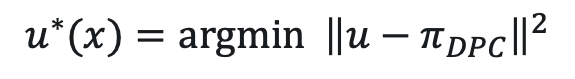 u*(x) = argmin ‖u − π_DPC‖²